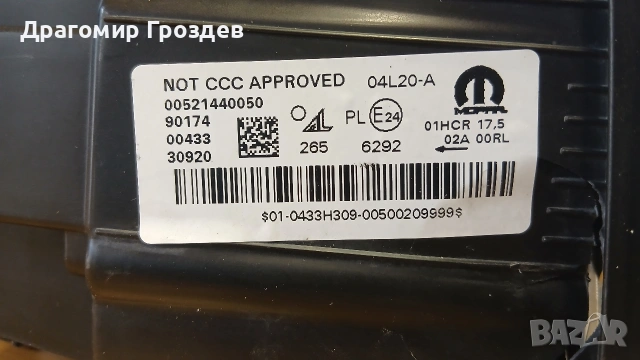 Драгомир Гроздев
NOT CCC APPROVED 04L20-A
00521440050
90174
00433
30920
265
PL E24
6292
MOPAR
01HCR 17,5
02A 00RL
$01-0433H309-00500209999$
BAZAR